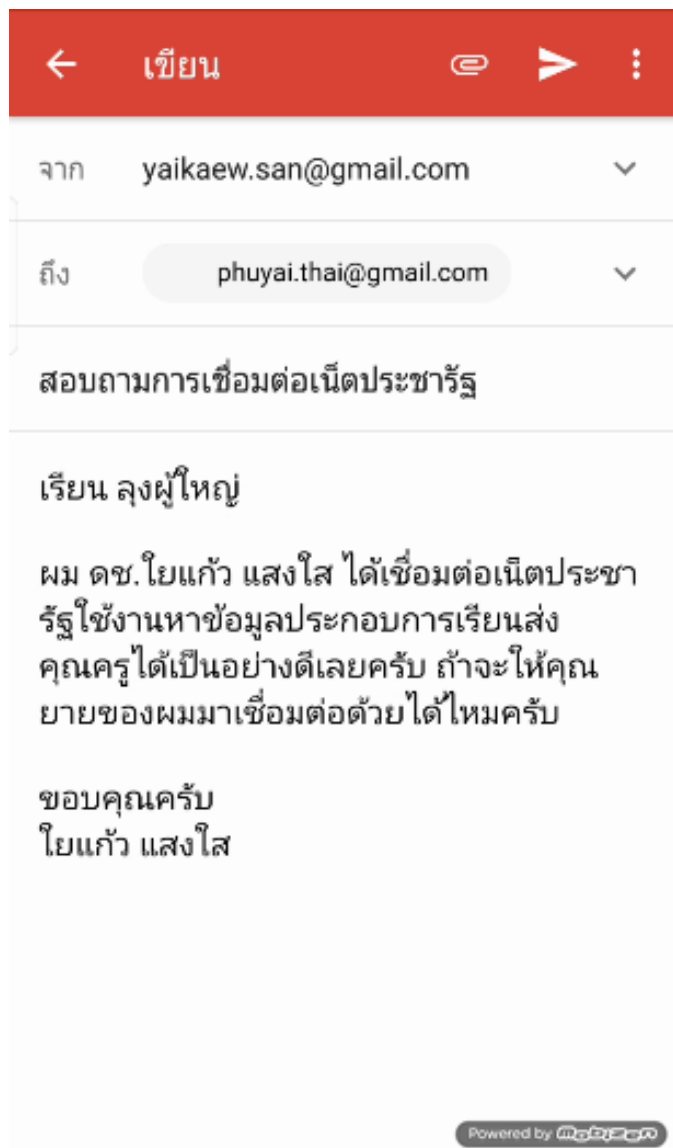 เขียน
จาก yaikaew.san@gmail.com
ถึง phuyai.thai@gmail.com
สอบถามการเชื่อมต่อเน็ตประชารัฐ
เรียน ลุงผู้ใหญ่
ผม ดช.ใยแก้ว แสงใส ได้เชื่อมต่อเน็ตประชา
รัฐใช้งานหาข้อมูลประกอบการเรียนส่ง
คุณครูได้เป็นอย่างดีเลยครับ ถ้าจะให้คุณ
ยายของผมมาเชื่อมต่อด้วยได้ไหมครับ
ขอบคุณครับ
ใยแก้ว แสงใส
Powered by mobizen